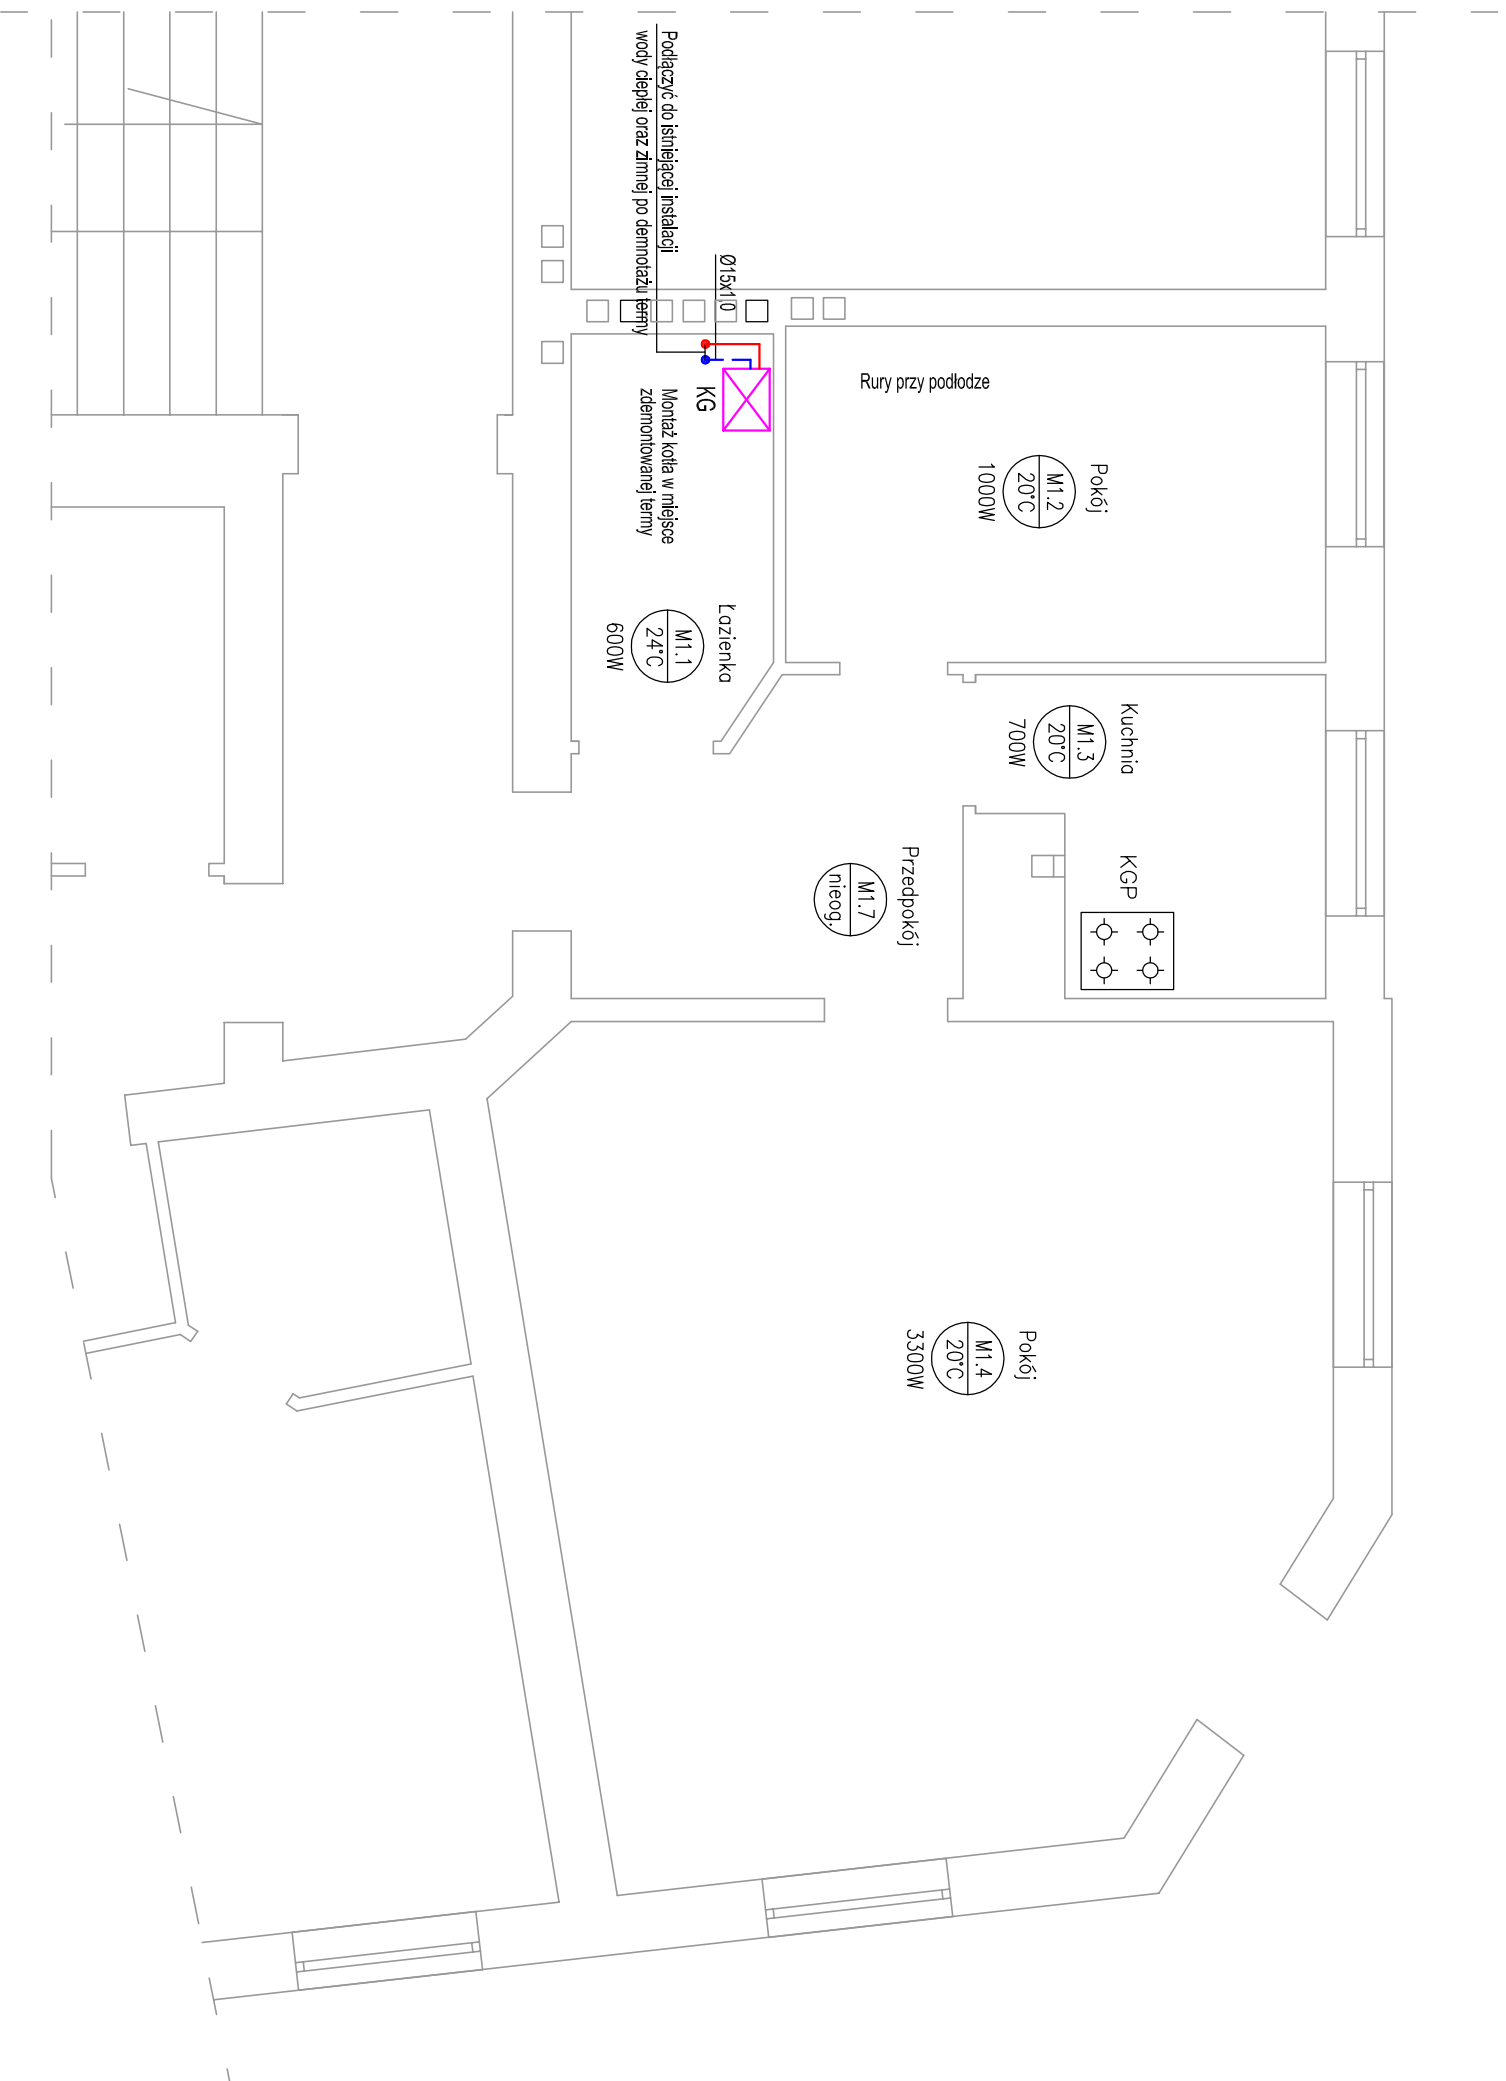 Podłączyć do istniejącej instalacji
wody ciepłej oraz zimnej po demnotażu termy
Ø15x1,0
KG
Montaż kotła w miejsce
zdemontowanej termy
Rury przy podłodze
Pokój
M1.2
20°C
1000W
Łazienka
M1.1
24°C
600W
Kuchnia
M1.3
20°C
700W
KGP
Przedpokój
M1.7
nieog.
Pokój
M1.4
20°C
3300W